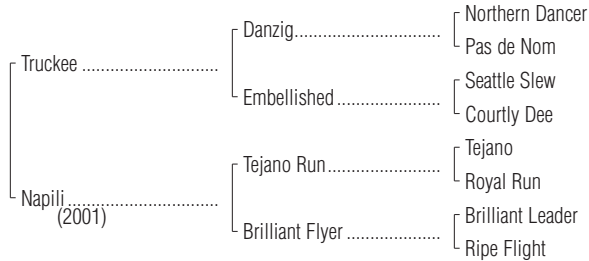 Northern Dancer
Danzig........................................
Pas de Nom
Truckee .....................................
Seattle Slew
Embellished .............................
Courtly Dee
Tejano
Tejano Run...............................
Royal Run
Napili.........................................
(2001)
Brilliant Leader
Brilliant Flyer .........................
Ripe Flight